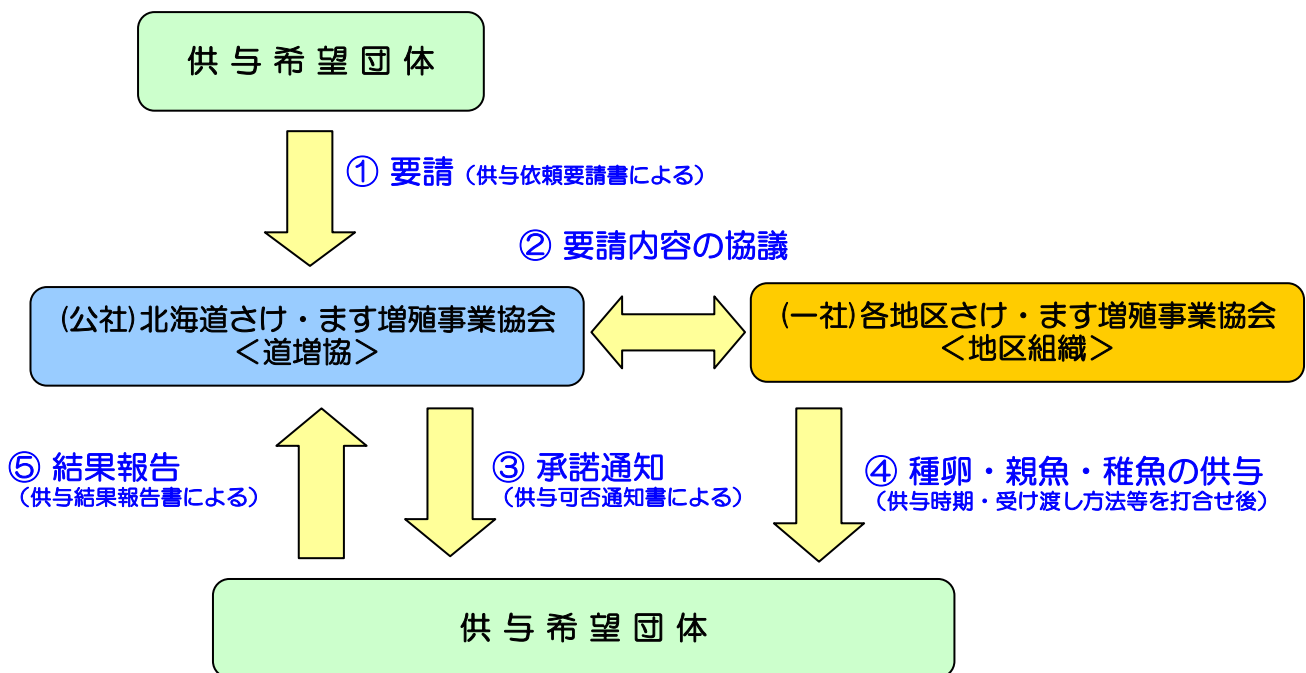 供与希望団体
① 要請（供与依頼要請書による）
② 要請内容の協議
(公社)北海道さけ・ます増殖事業協会
＜道増協＞
(一社)各地区さけ・ます増殖事業協会
＜地区組織＞
⑤ 結果報告
（供与結果報告書による）
③ 承諾通知
（供与可否通知書による）
④ 種卵・親魚・稚魚の供与
（供与時期・受け渡し方法等を打合せ後）
供与希望団体